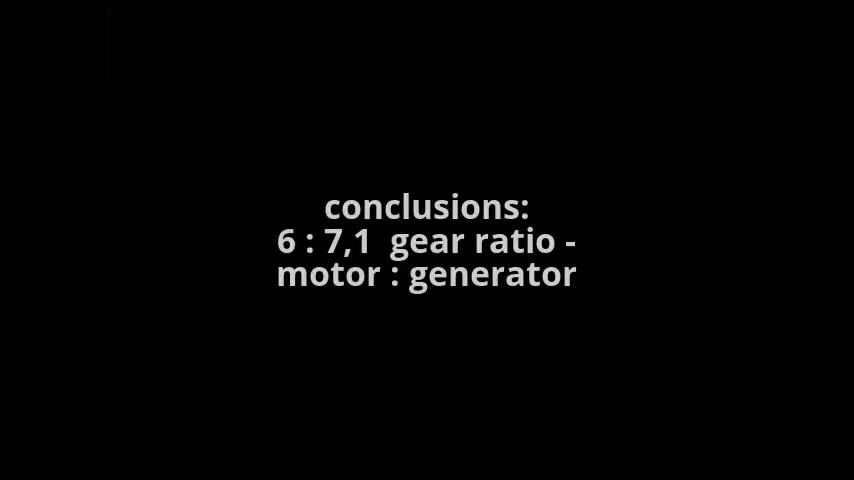 conclusions:
6 : 7,1  gear ratio -
motor : generator